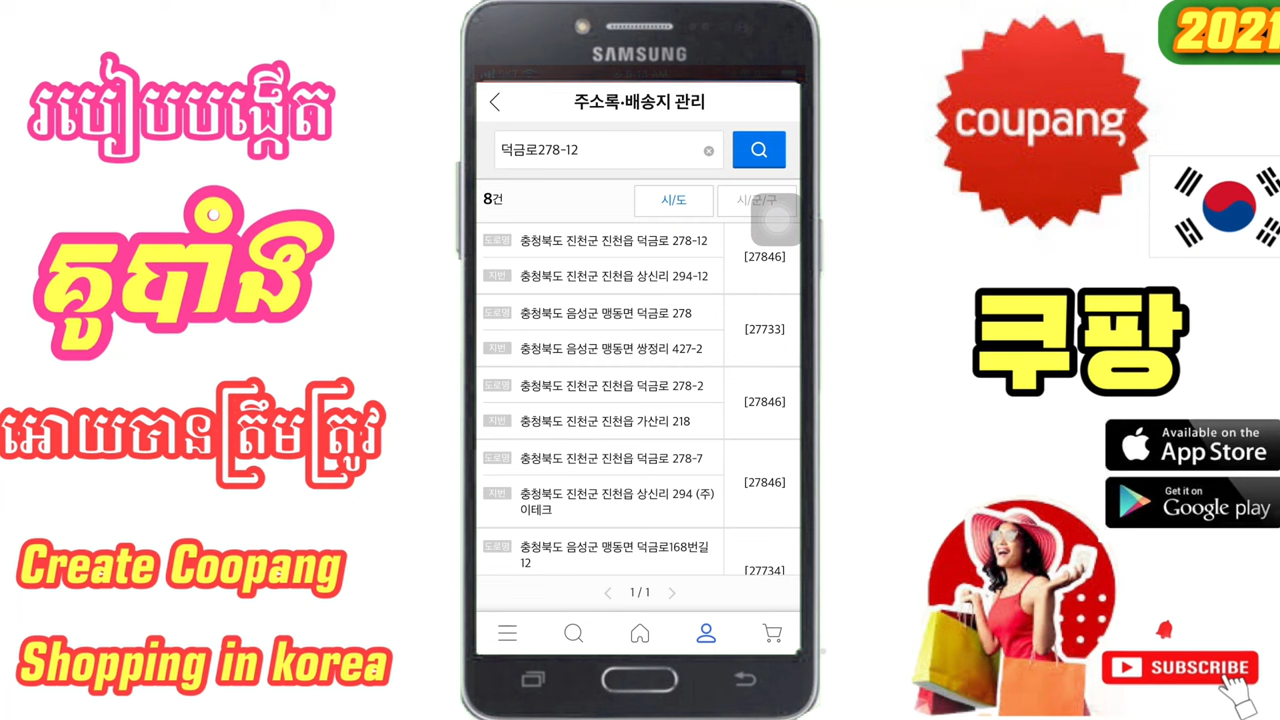 របៀបបង្កើត
គូប៉ាំង
អោយបានត្រឹមត្រូវ
Create Coopang
Shopping in korea
SAMSUNG
주소록·배송지 관리
덕금로278-12
8건
시/도
시/군/구
도로명 충청북도 진천군 진천읍 덕금로 278-12
[27846]
지번 충청북도 진천군 진천읍 상신리 294-12
도로명 충청북도 음성군 맹동면 덕금로 278
[27733]
지번 충청북도 음성군 맹동면 쌍정리 427-2
도로명 충청북도 진천군 진천읍 덕금로 278-2
[27846]
지번 충청북도 진천군 진천읍 가산리 218
도로명 충청북도 진천군 진천읍 덕금로 278-7
[27846]
지번 충청북도 진천군 진천읍 상신리 294 (주)
이테크
도로명 충청북도 음성군 맹동면 덕금로168번길
12
[27734]
1 / 1
2021
coupang
쿠팡
Available on the
App Store
Get it on
Google play
SUBSCRIBE